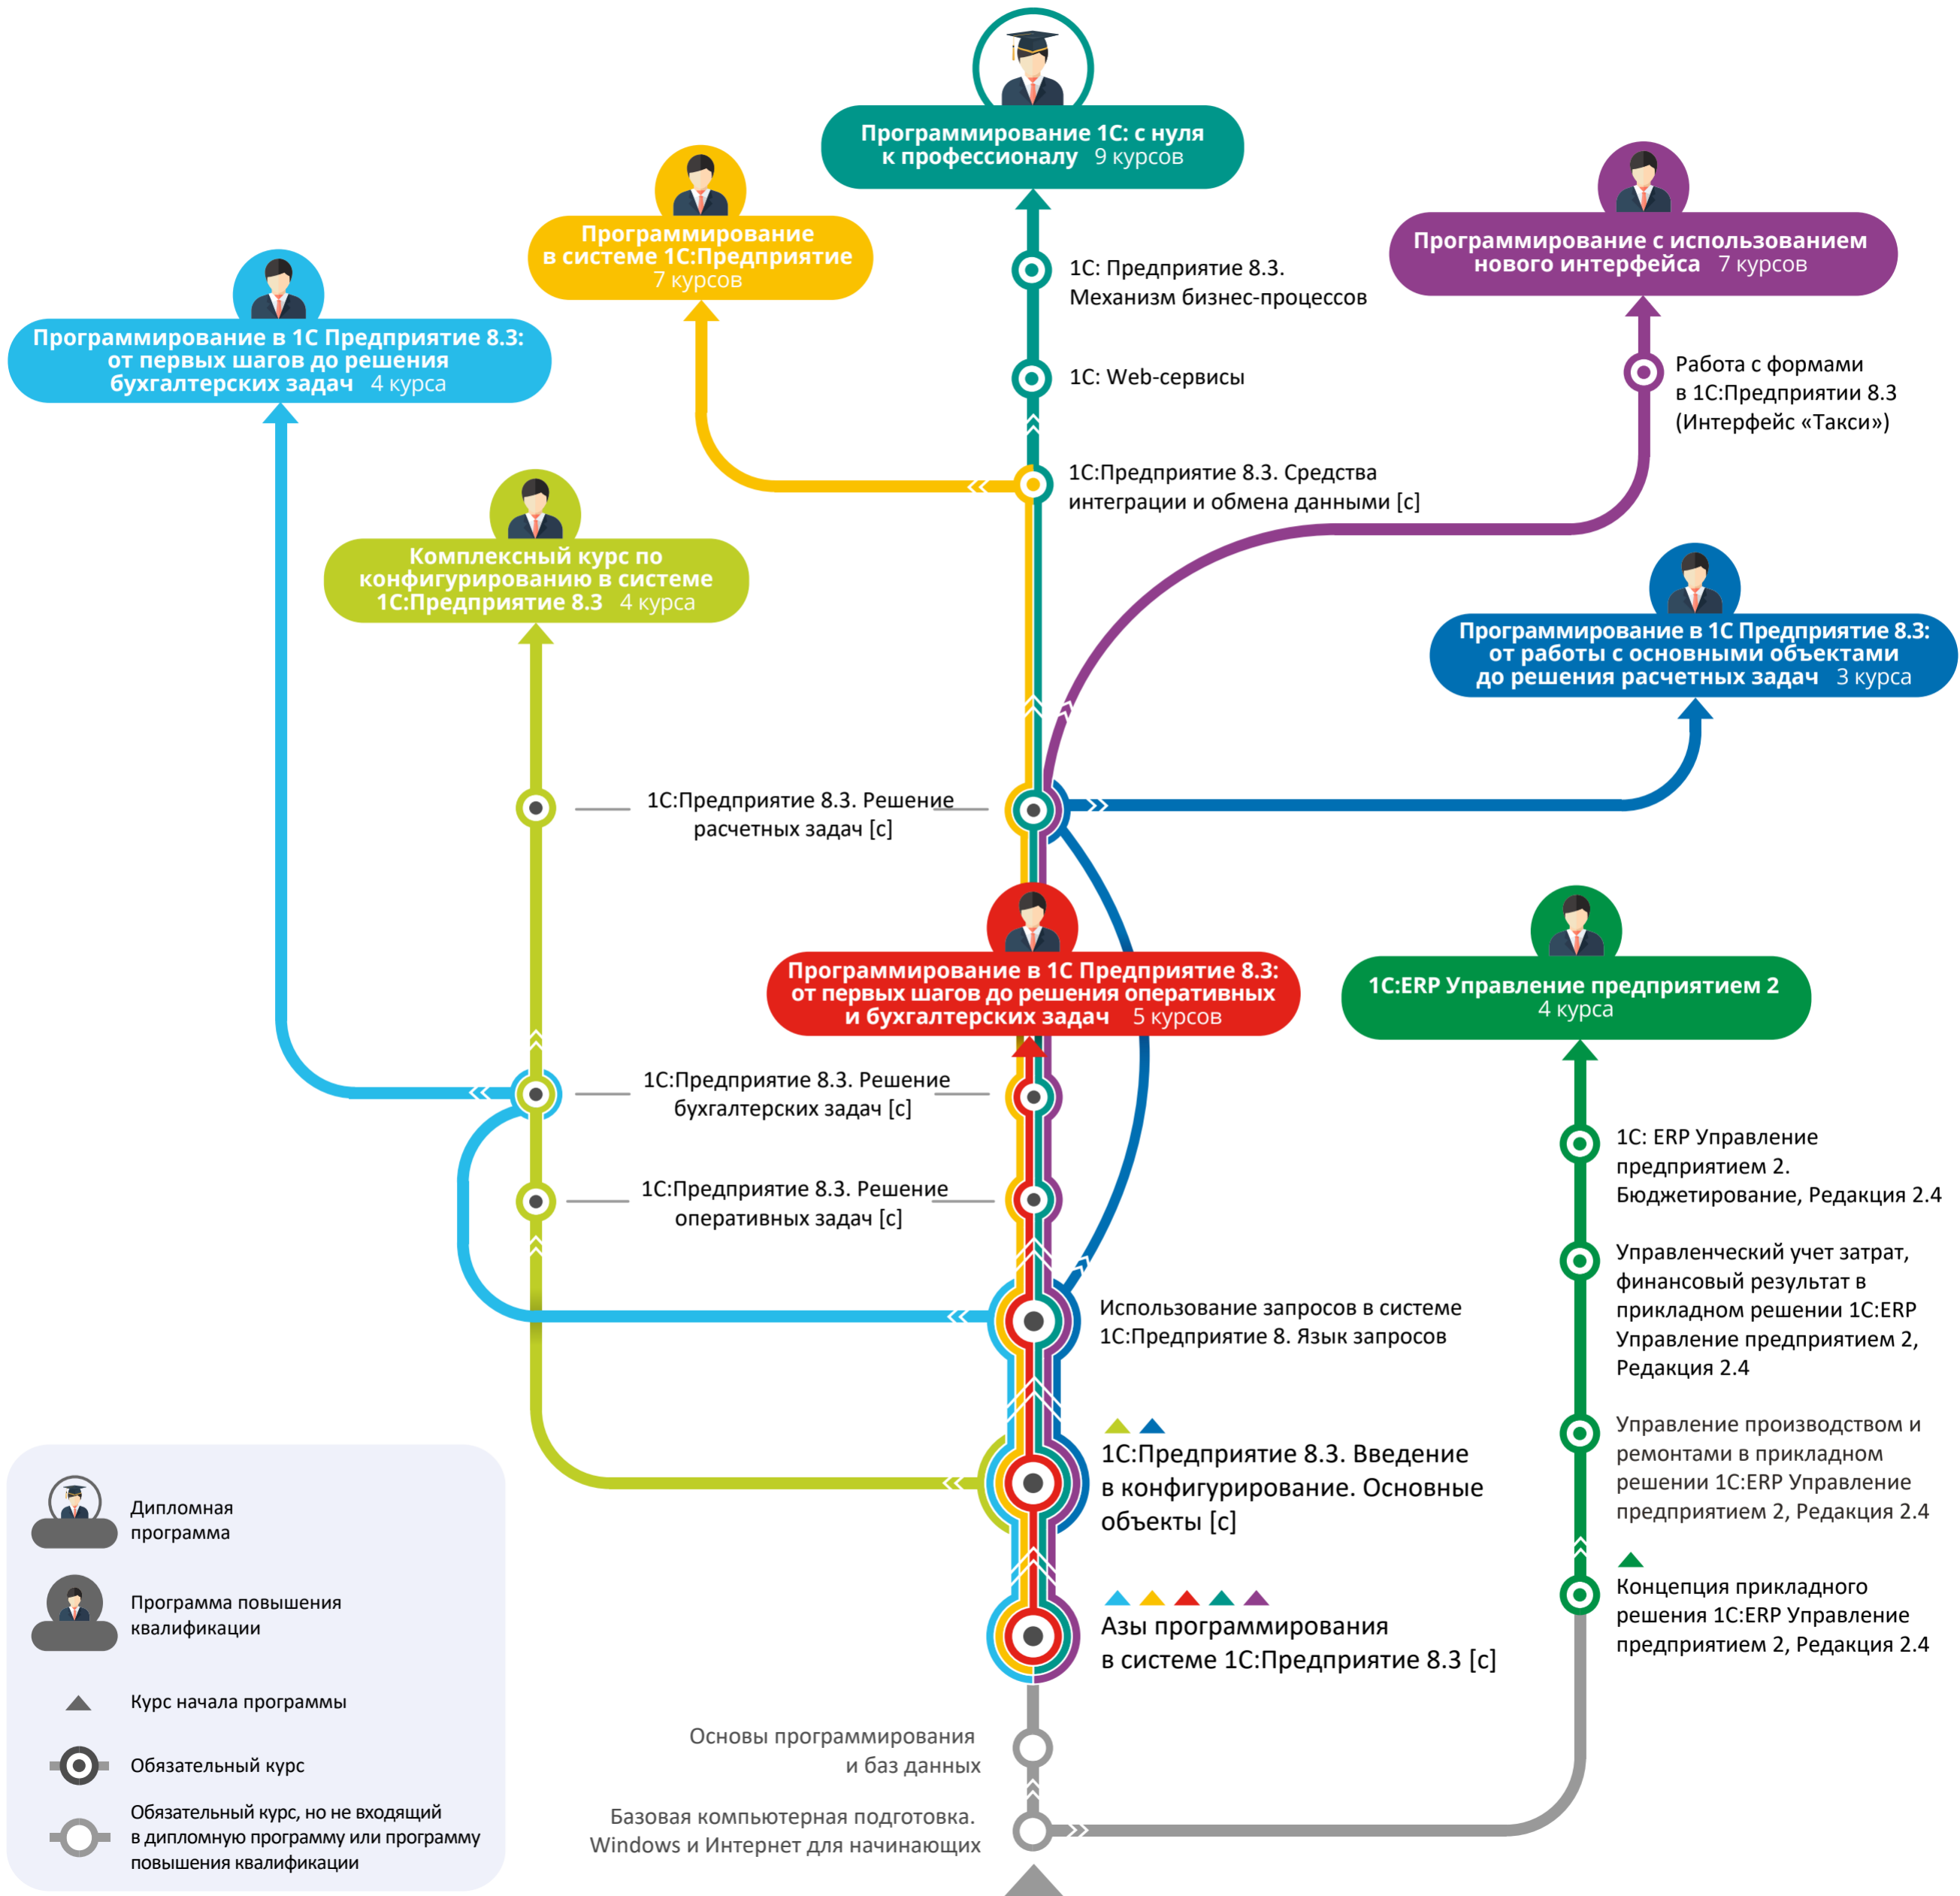 Программирование 1С: с нуля
к профессионалу 9 курсов
Программирование
в системе 1С:Предприятие
7 курсов
Программирование с использованием
нового интерфейса 7 курсов
1С: Предприятие 8.3.
Механизм бизнес-процессов
Программирование в 1С Предприятие 8.3:
от первых шагов до решения
бухгалтерских задач 4 курса
1С: Web-сервисы
Работа с формами
в 1С:Предприятии 8.3
(Интерфейс «Такси»)
1С:Предприятие 8.3. Средства
интеграции и обмена данными [с]
Комплексный курс по
конфигурированию в системе
1С:Предприятие 8.3 4 курса
Программирование в 1С Предприятие 8.3:
от работы с основными объектами
до решения расчетных задач 3 курса
1С:Предприятие 8.3. Решение
расчетных задач [с]
Программирование в 1С Предприятие 8.3:
от первых шагов до решения оперативных
и бухгалтерских задач 5 курсов
1С:ERP Управление предприятием 2
4 курса
1С:Предприятие 8.3. Решение
бухгалтерских задач [с]
1С:Предприятие 8.3. Решение
оперативных задач [с]
1С: ERP Управление
предприятием 2.
Бюджетирование, Редакция 2.4
Управленческий учет затрат,
финансовый результат в
прикладном решении 1С:ERP
Управление предприятием 2,
Редакция 2.4
Использование запросов в системе
1С:Предприятие 8. Язык запросов
Управление производством и
ремонтами в прикладном
решении 1С:ERP Управление
предприятием 2, Редакция 2.4
1С:Предприятие 8.3. Введение
в конфигурирование. Основные
объекты [с]
Концепция прикладного
решения 1С:ERP Управление
предприятием 2, Редакция 2.4
Азы программирования
в системе 1С:Предприятие 8.3 [с]
Основы программирования
и баз данных
Базовая компьютерная подготовка.
Windows и Интернет для начинающих
Дипломная
программа
Программа повышения
квалификации
Курс начала программы
Обязательный курс
Обязательный курс, но не входящий
в дипломную программу или программу
повышения квалификации